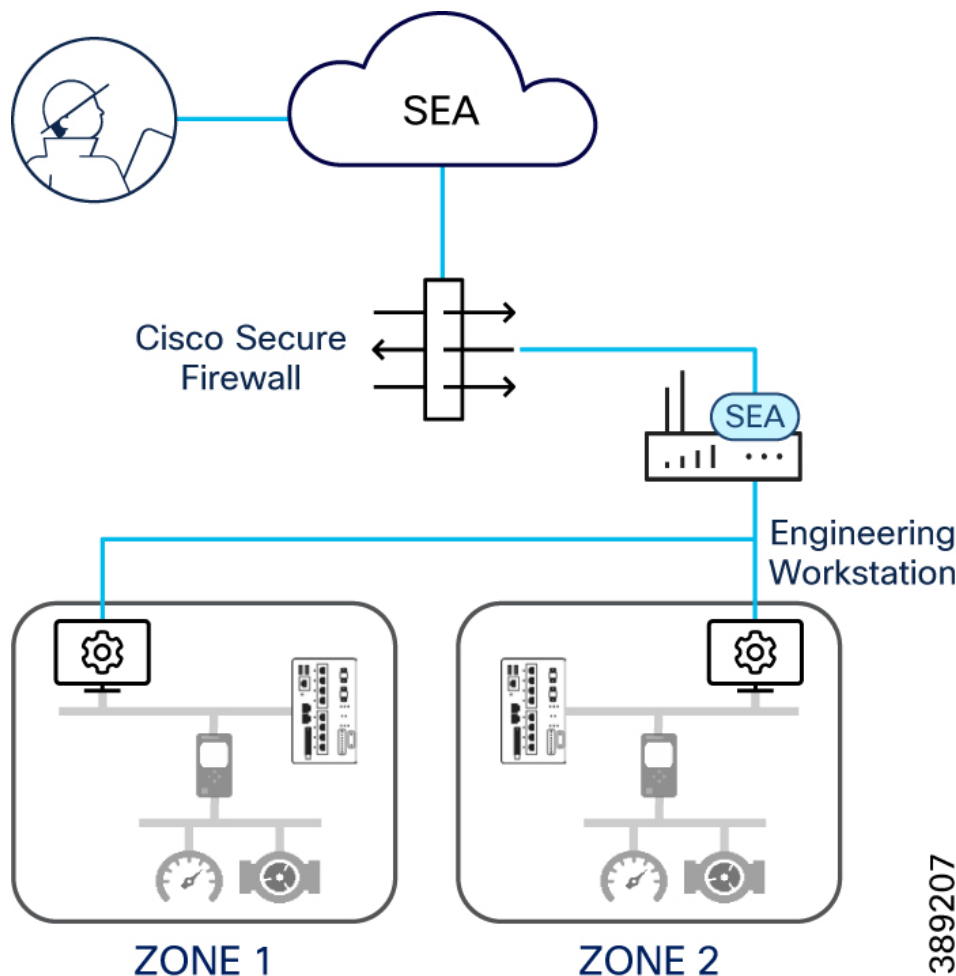 SEA
Cisco Secure
Firewall
SEA
Engineering
Workstation
ZONE 1
ZONE 2
389207